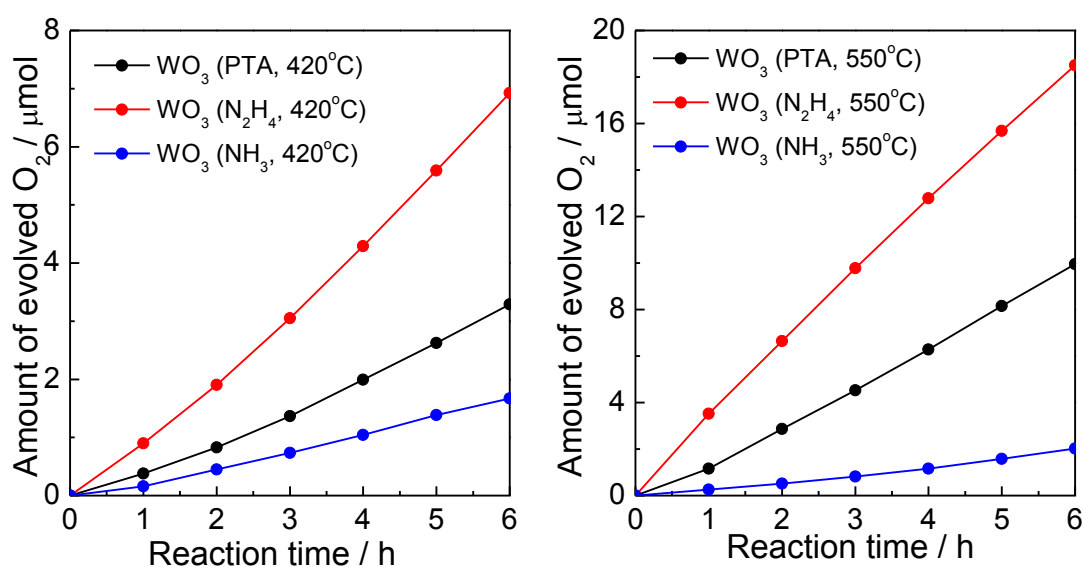 Amount of evolved O₂ / μmol
8
6
4
2
0
WO₃ (PTA, 420°C)
WO₃ (N₂H₄, 420°C)
WO₃ (NH₃, 420°C)
0 1 2 3 4 5 6
Reaction time / h
Amount of evolved O₂ / μmol
20
16
12
8
4
0
WO₃ (PTA, 550°C)
WO₃ (N₂H₄, 550°C)
WO₃ (NH₃, 550°C)
0 1 2 3 4 5 6
Reaction time / h